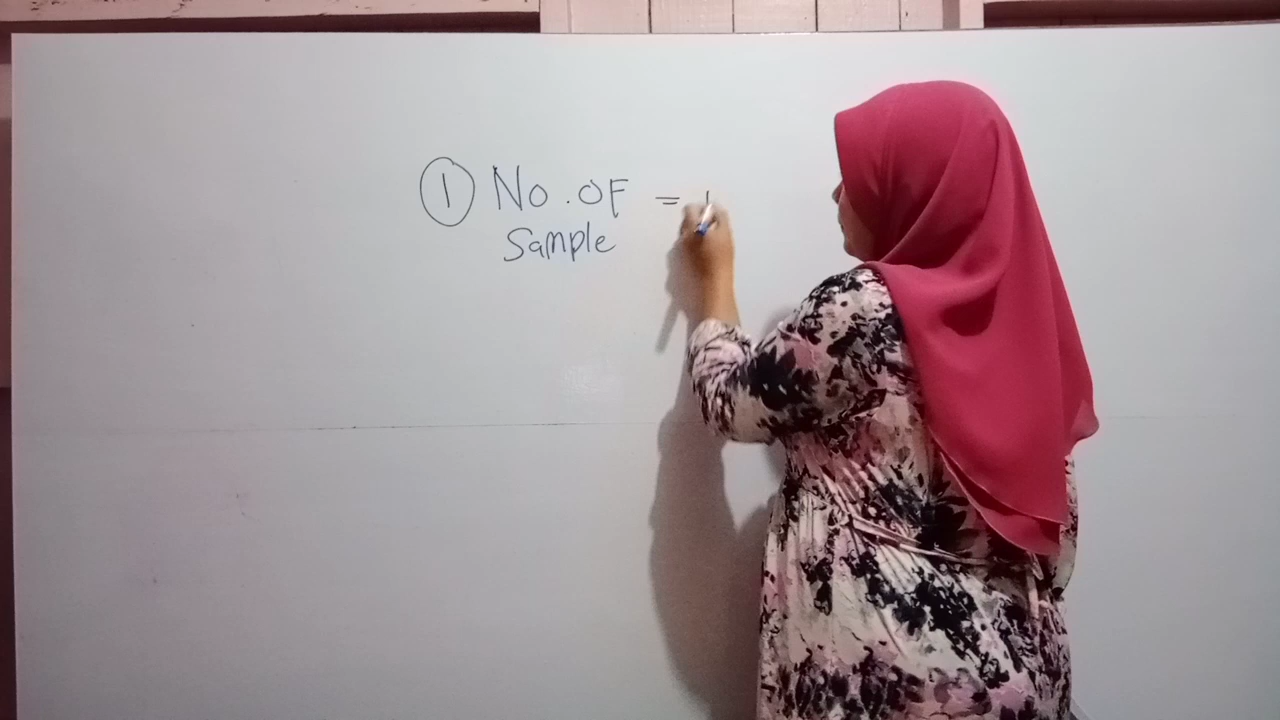 ① No. OF =
Sample